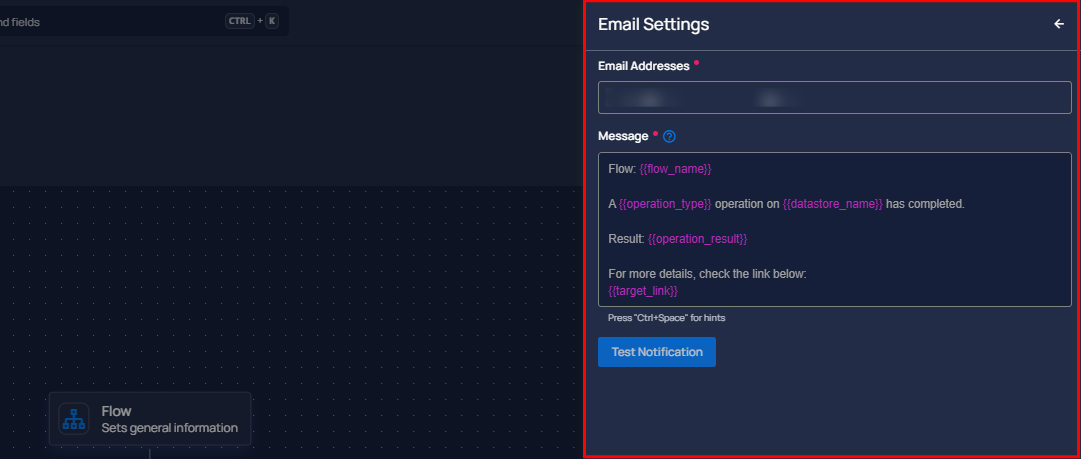 nd fields
CTRL + K
Email Settings
Email Addresses *
Message *
Flow: {{flow_name}}
A {{operation_type}} operation on {{datastore_name}} has completed.
Result: {{operation_result}}
For more details, check the link below:
{{target_link}}
Press "Ctrl+Space" for hints
Test Notification
Flow
Sets general information